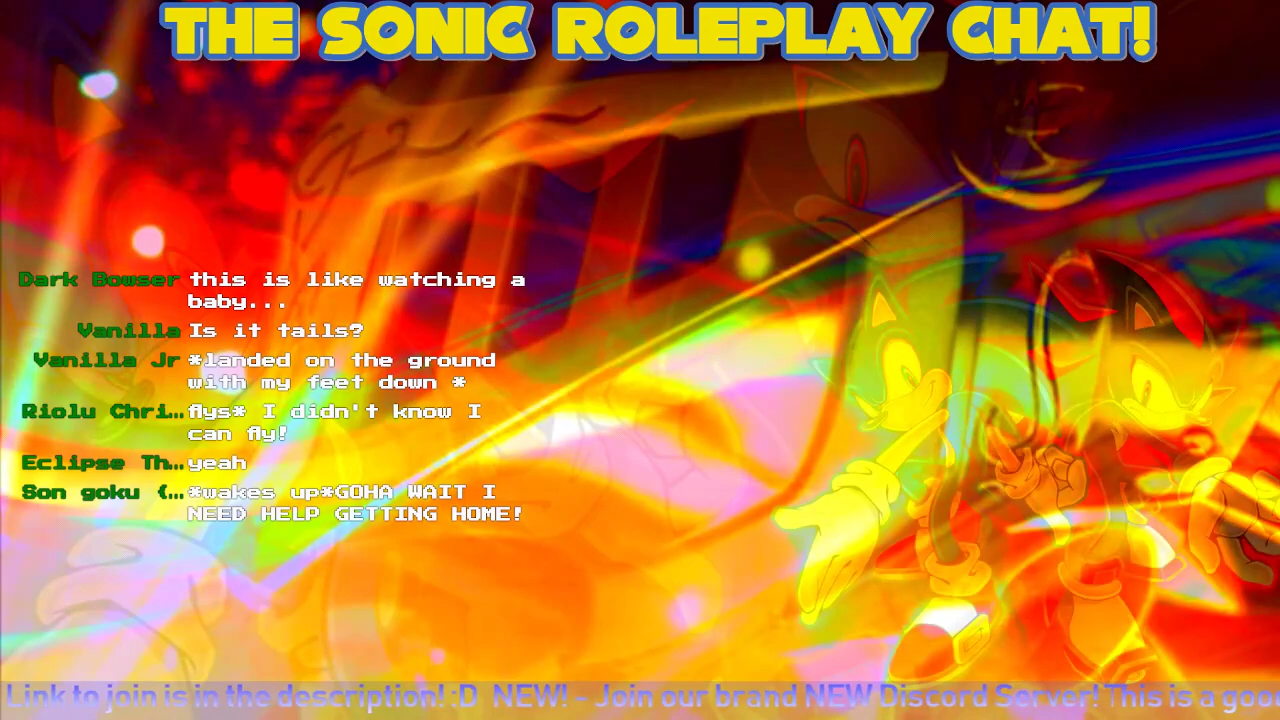 THE SONIC ROLEPLAY CHAT!
Dark Bowser this is like watching a
baby...
Vanilla Is it tails?
Vanilla Jr *landed on the ground
with my feet down *
Riolu Chri... flys* I didn't know I
can fly!
Eclipse Th... yeah
Son goku {... *wakes up*GOHA WAIT I
NEED HELP GETTING HOME!
Link to join is in the description! :D NEW! - Join our brand NEW Discord Server! This is a goo